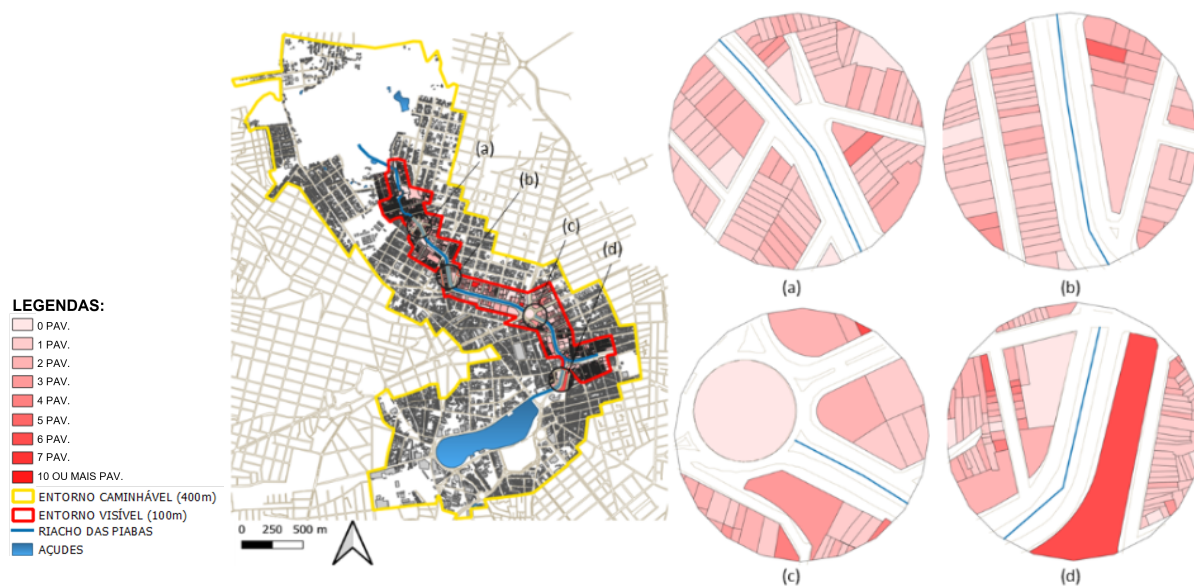 (a)
(b)
(c)
(d)
(a)
(b)
(c)
(d)
LEGENDAS:
0 PAV.
1 PAV.
2 PAV.
3 PAV.
4 PAV.
5 PAV.
6 PAV.
7 PAV.
10 OU MAIS PAV.
ENTORNO CAMINHÁVEL (400m)
ENTORNO VISÍVEL (100m)
RIACHO DAS PIABAS
AÇUDES
0 250 500 m